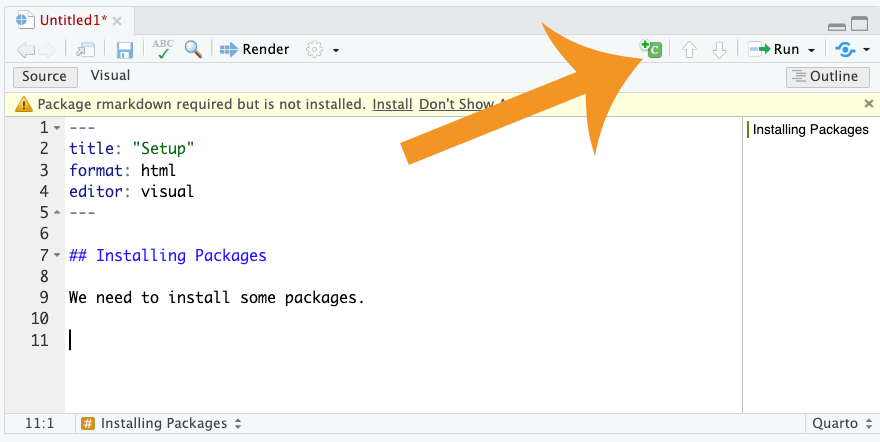 Untitled1*
ABC Render C Run
Source Visual Outline
Package rmarkdown required but is not installed. Install Don't Show
1 ---
2 title: "Setup"
3 format: html
4 editor: visual
5 ---
6
7 ## Installing Packages
8
9 We need to install some packages.
10
11
Installing Packages
11:1 # Installing Packages Quarto